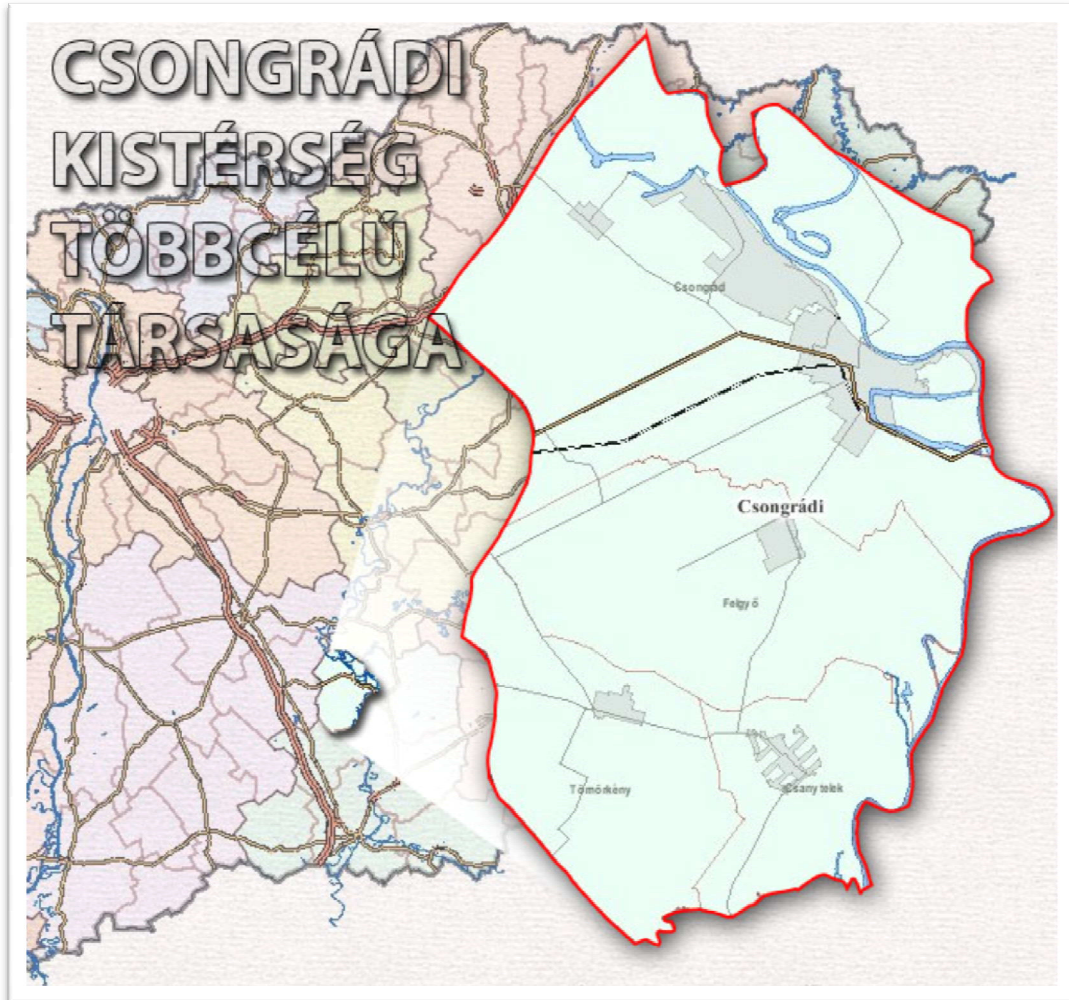 CSONGRÁDI
KISTÉRSÉG
TÖBBCÉLÚ
TÁRSASÁGA
Csongrád
Csongrádi
Felgyő
Tömörkény
Csanytelek